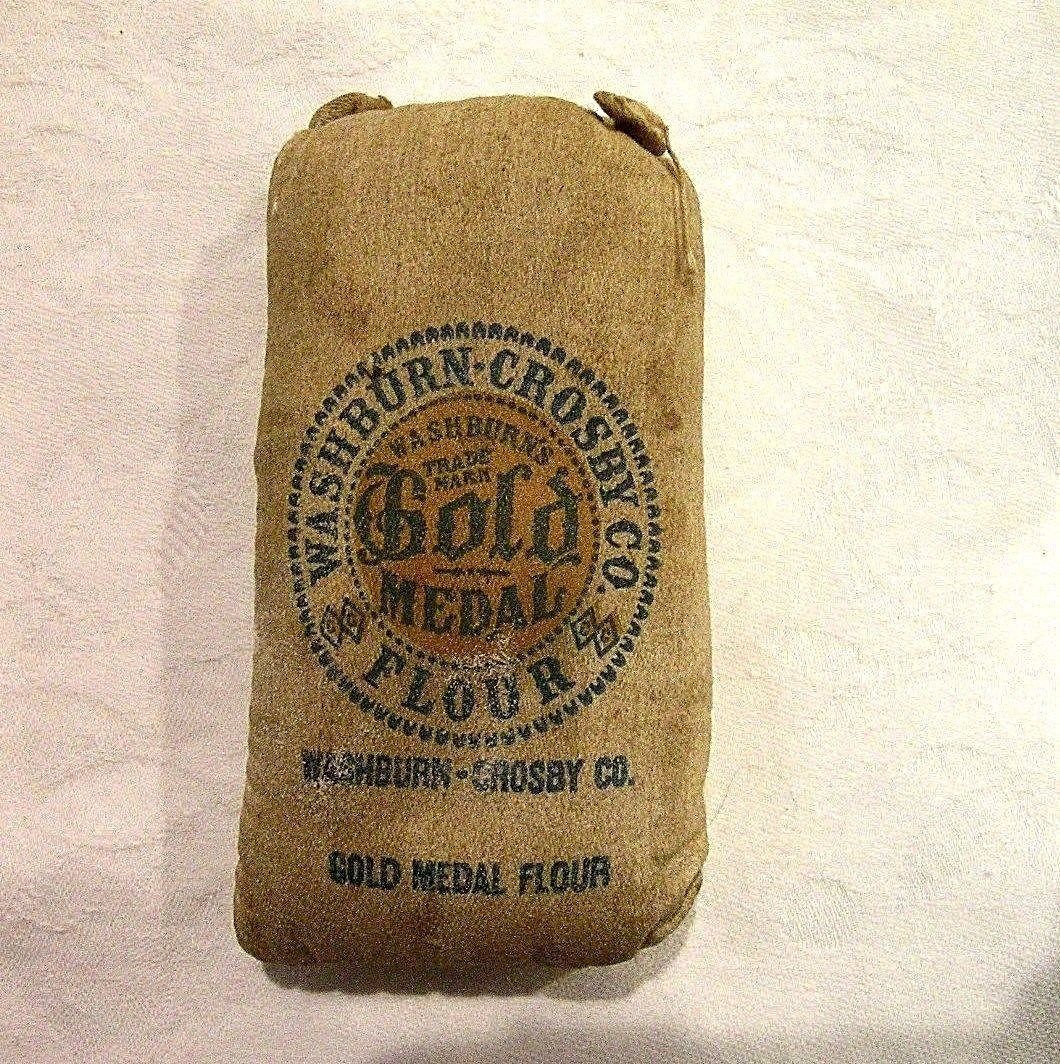 WASHBURN-CROSBY CO.
WASHBURN'S
TRADE
MARK
Gold
MEDAL
FLOUR
WASHBURN-CROSBY CO.
GOLD MEDAL FLOUR